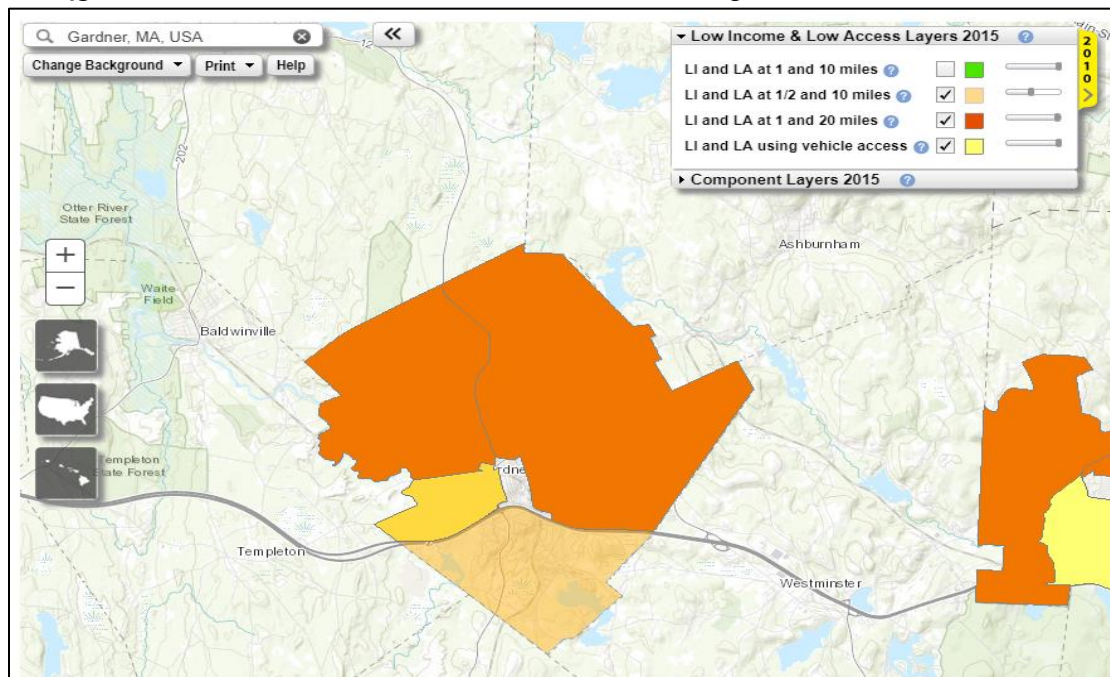 Gardner, MA, USA
Change Background
Print
Help
Low Income & Low Access Layers 2015
LI and LA at 1 and 10 miles
LI and LA at 1/2 and 10 miles
LI and LA at 1 and 20 miles
LI and LA using vehicle access
Component Layers 2015
2010
12
202
Otter River
State Forest
Ashburnham
Waite
Field
Baldwinville
Templeton
State Forest
rdne
Templeton
Westminster